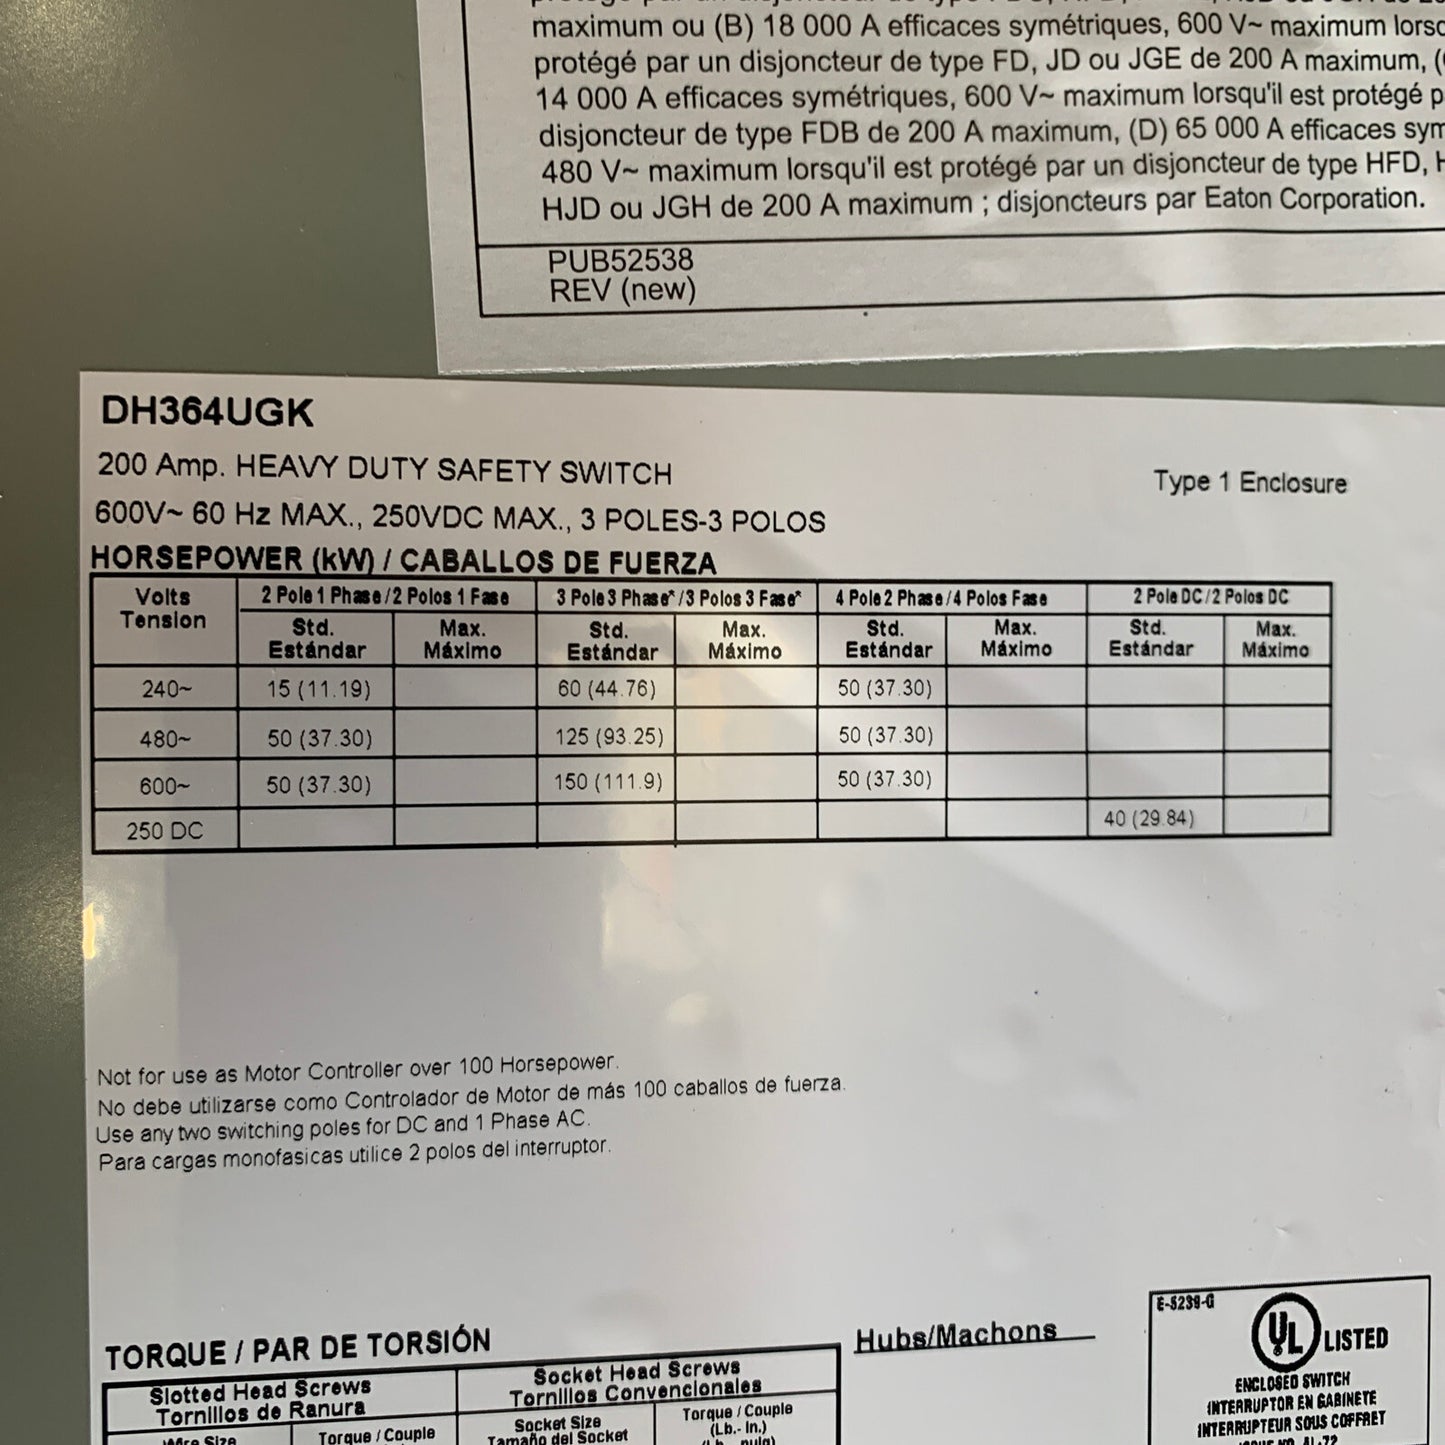 maximum ou (B) 18 000 A efficaces symétriques, 600 V~ maximum
protégé par un disjoncteur de type FD, JD ou JGE de 200 A maximum,
14 000 A efficaces symétriques, 600 V~ maximum lorsqu'il est protégé p
disjoncteur de type FDB de 200 A maximum, (D) 65 000 A efficaces sym
480 V~ maximum lorsqu'il est protégé par un disjoncteur de type HFD,
HJD ou JGH de 200 A maximum ; disjoncteurs par Eaton Corporation.
PUB52538
REV (new)
DH364UGK
200 Amp. HEAVY DUTY SAFETY SWITCH
Type 1 Enclosure
600V~ 60 Hz MAX., 250VDC MAX., 3 POLES-3 POLOS
HORSEPOWER (kW) / CABALLOS DE FUERZA
Volts Tension 2 Pole 1 Phase/2 Polos 1 Fase 3 Pole 3 Phase*/3 Polos 3 Fase* 4 Pole 2 Phase/4 Polos Fase 2 Pole DC/2 Polos DC
Std. Estándar Max. Máximo Std. Estándar Max. Máximo Std. Estándar Max. Máximo Std. Estándar Max. Máximo
240~ 15 (11.19) 60 (44.76) 50 (37.30)
480~ 50 (37.30) 125 (93.25) 50 (37.30)
600~ 50 (37.30) 150 (111.9) 50 (37.30)
250 DC 40 (29.84)
Not for use as Motor Controller over 100 Horsepower.
No debe utilizarse como Controlador de Motor de más 100 caballos de fuerza.
Use any two switching poles for DC and 1 Phase AC.
Para cargas monofasicas utilice 2 polos del interruptor.
TORQUE / PAR DE TORSIÓN
Slotted Head Screws
Tornillos de Ranura
Socket Head Screws
Tornillos Convencionales
Wire Size
Torque / Couple
Socket Size
Tamaño del Socket
Torque / Couple
(Lb.- In.)
Hubs/Machons
E-5239-G
UL LISTED
ENCLOSED SWITCH
INTERRUPTOR EN GABINETE
INTERRUPTEUR SOUS COFFRET